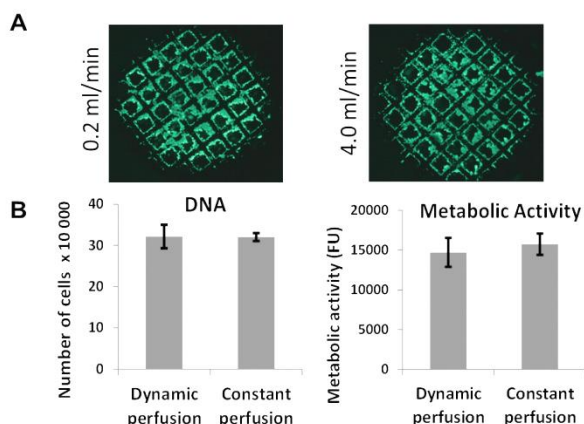 A
0.2 ml/min
4.0 ml/min
B
DNA
Number of cells x 10 000
40
30
20
10
0
Dynamic perfusion
Constant perfusion
Metabolic Activity
Metabolic activity (FU)
20000
15000
10000
5000
0
Dynamic perfusion
Constant perfusion